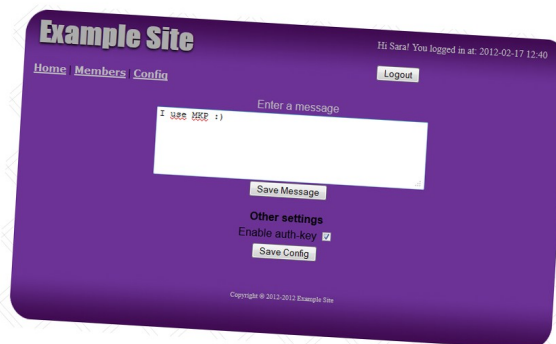 Example Site
Hi Sara! You logged in at: 2012-02-17 12:40
Home | Members | Config
Logout
Enter a message
I use MKP :)
Save Message
Other settings
Enable auth-key
Save Config
Copyright © 2012-2012 Example Site